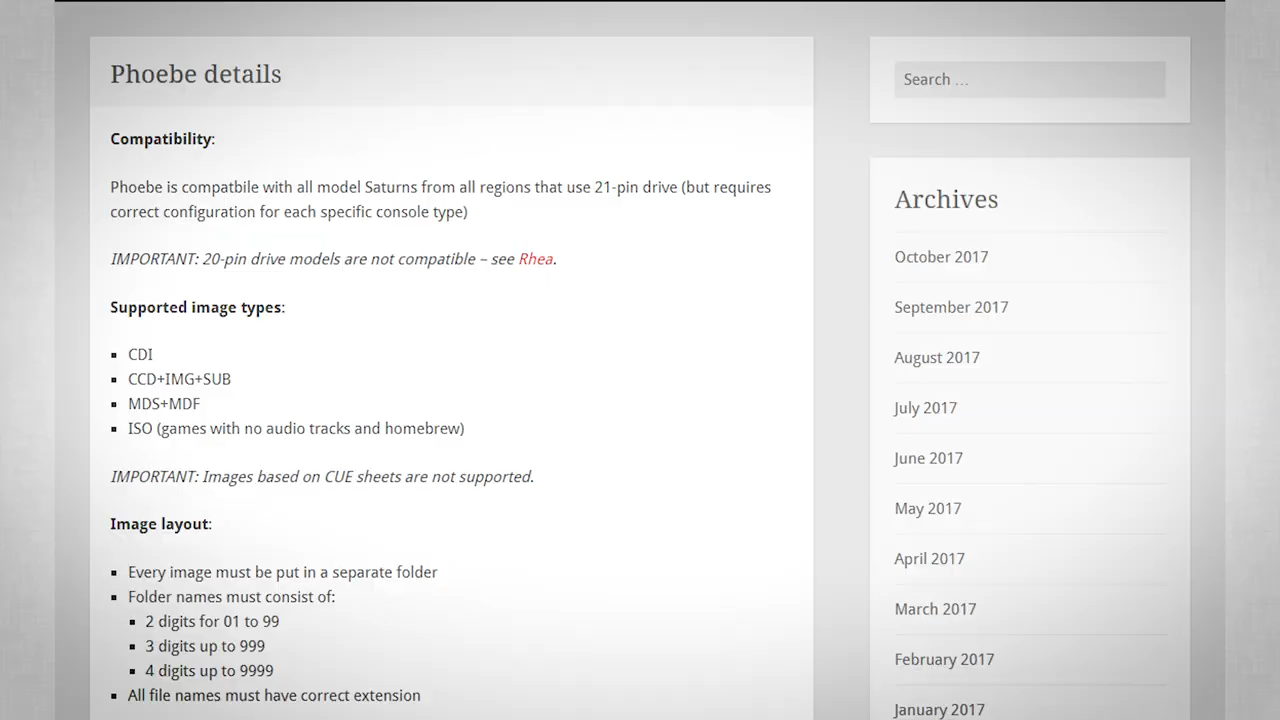 Phoebe details
Compatibility:
Phoebe is compatbile with all model Saturns from all regions that use 21-pin drive (but requires
correct configuration for each specific console type)
IMPORTANT: 20-pin drive models are not compatible – see Rhea.
Supported image types:
CDI
CCD+IMG+SUB
MDS+MDF
ISO (games with no audio tracks and homebrew)
IMPORTANT: Images based on CUE sheets are not supported.
Image layout:
Every image must be put in a separate folder
Folder names must consist of:
2 digits for 01 to 99
3 digits up to 999
4 digits up to 9999
All file names must have correct extension
Search …
Archives
October 2017
September 2017
August 2017
July 2017
June 2017
May 2017
April 2017
March 2017
February 2017
January 2017